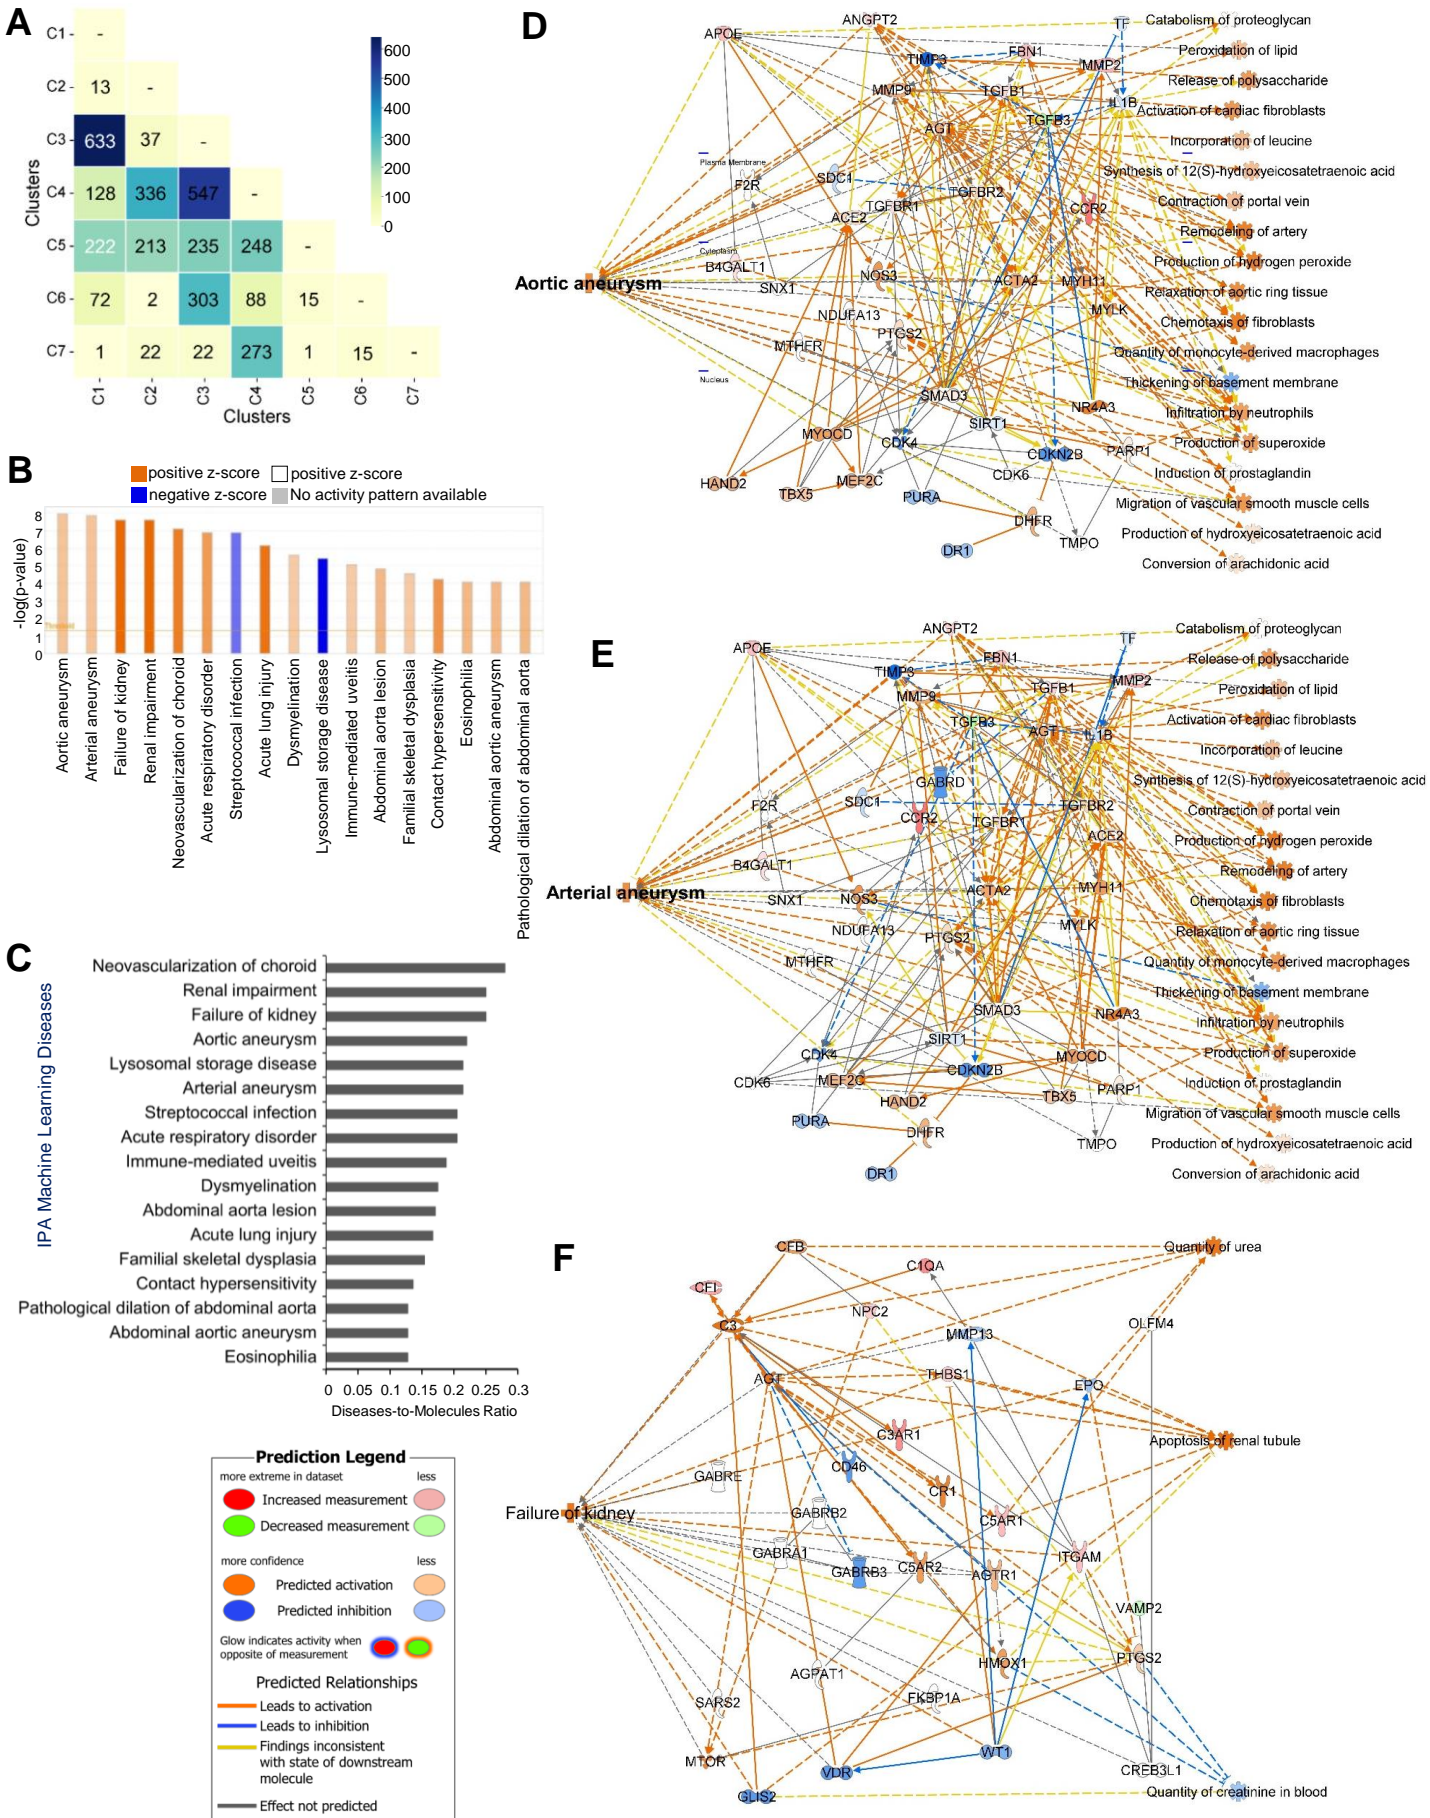 A
C1
-
C2
13
-
C3
633
37
-
C4
128
336
547
-
C5
222
213
235
248
-
C6
72
2
303
88
15
-
C7
1
22
22
273
1
15
-
C1
C2
C3
C4
C5
C6
C7
Clusters
Clusters
600
500
400
300
200
100
0
B
positive z-score
positive z-score
negative z-score
No activity pattern available
-log(p-value)
8
7
6
5
4
3
2
1
0
Threshold
Aortic aneurysm
Arterial aneurysm
Failure of kidney
Renal impairment
Neovascularization of choroid
Acute respiratory disorder
Streptococcal infection
Acute lung injury
Dysmyelination
Lysosomal storage disease
Immune-mediated uveitis
Abdominal aorta lesion
Familial skeletal dysplasia
Contact hypersensitivity
Eosinophilia
Abdominal aortic aneurysm
Pathological dilation of abdominal aorta
C
IPA Machine Learning Diseases
Neovascularization of choroid
Renal impairment
Failure of kidney
Aortic aneurysm
Lysosomal storage disease
Arterial aneurysm
Streptococcal infection
Acute respiratory disorder
Immune-mediated uveitis
Dysmyelination
Abdominal aorta lesion
Acute lung injury
Familial skeletal dysplasia
Contact hypersensitivity
Pathological dilation of abdominal aorta
Abdominal aortic aneurysm
Eosinophilia
0
0.05
0.1
0.15
0.2
0.25
0.3
Diseases-to-Molecules Ratio
Prediction Legend
more extreme in dataset
less
Increased measurement
Decreased measurement
more confidence
less
Predicted activation
Predicted inhibition
Glow indicates activity when
opposite of measurement
Predicted Relationships
Leads to activation
Leads to inhibition
Findings inconsistent
with state of downstream
molecule
Effect not predicted
D
APOE
ANGPT2
TF
TIMP3
FBN1
MMP2
MMP9
TGFB1
IL1B
AGT
TGFB3
Plasma Membrane
F2R
SDC1
TGFBR2
TGFBR1
CCR2
ACE2
Cytoplasm
B4GALT1
NOS3
SNX1
ACTA2
MYH11
Aortic aneurysm
NDUFA13
MYLK
PTGS2
MTHFR
Nucleus
SMAD3
NR4A3
MYOCD
SIRT1
CDK4
CDKN2B
PARP1
CDK6
HAND2
MEF2C
TBX5
PURA
DHFR
DR1
TMPO
Catabolism of proteoglycan
Peroxidation of lipid
Release of polysaccharide
Activation of cardiac fibroblasts
Incorporation of leucine
Synthesis of 12(S)-hydroxyeicosatetraenoic acid
Contraction of portal vein
Remodeling of artery
Production of hydrogen peroxide
Relaxation of aortic ring tissue
Chemotaxis of fibroblasts
Quantity of monocyte-derived macrophages
Thickening of basement membrane
Infiltration by neutrophils
Production of superoxide
Induction of prostaglandin
Migration of vascular smooth muscle cells
Production of hydroxyeicosatetraenoic acid
Conversion of arachidonic acid
E
APOE
ANGPT2
TF
TIMP3
FBN1
MMP2
MMP9
TGFB1
TGFB3
AGT
IL1B
GABRD
F2R
SDC1
TGFBR2
CCR2
TGFBR1
ACE2
B4GALT1
Arterial aneurysm
SNX1
NOS3
ACTA2
MYH11
NDUFA13
PTGS2
MYLK
MTHFR
SMAD3
NR4A3
SIRT1
CDK4
MYOCD
CDK6
MEF2C
CDKN2B
HAND2
TBX5
PARP1
PURA
DHFR
TMPO
DR1
Catabolism of proteoglycan
Release of polysaccharide
Peroxidation of lipid
Activation of cardiac fibroblasts
Incorporation of leucine
Synthesis of 12(S)-hydroxyeicosatetraenoic acid
Contraction of portal vein
Production of hydrogen peroxide
Remodeling of artery
Chemotaxis of fibroblasts
Relaxation of aortic ring tissue
Quantity of monocyte-derived macrophages
Thickening of basement membrane
Infiltration by neutrophils
Production of superoxide
Induction of prostaglandin
Migration of vascular smooth muscle cells
Production of hydroxyeicosatetraenoic acid
Conversion of arachidonic acid
F
CFB
Quantity of urea
C1QA
CFI
NPC2
C3
MMP13
OLFM4
AGT
THBS1
EPO
C3AR1
Apoptosis of renal tubule
CD46
GABRE
CR1
Failure of kidney
GABRB2
C5AR1
GABRA1
ITGAM
GABRB3
C5AR2
AGTR1
VAMP2
HMOX1
PTGS2
AGPAT1
SARS2
FKBP1A
MTOR
WT1
VDR
CREB3L1
GLIS2
Quantity of creatinine in blood